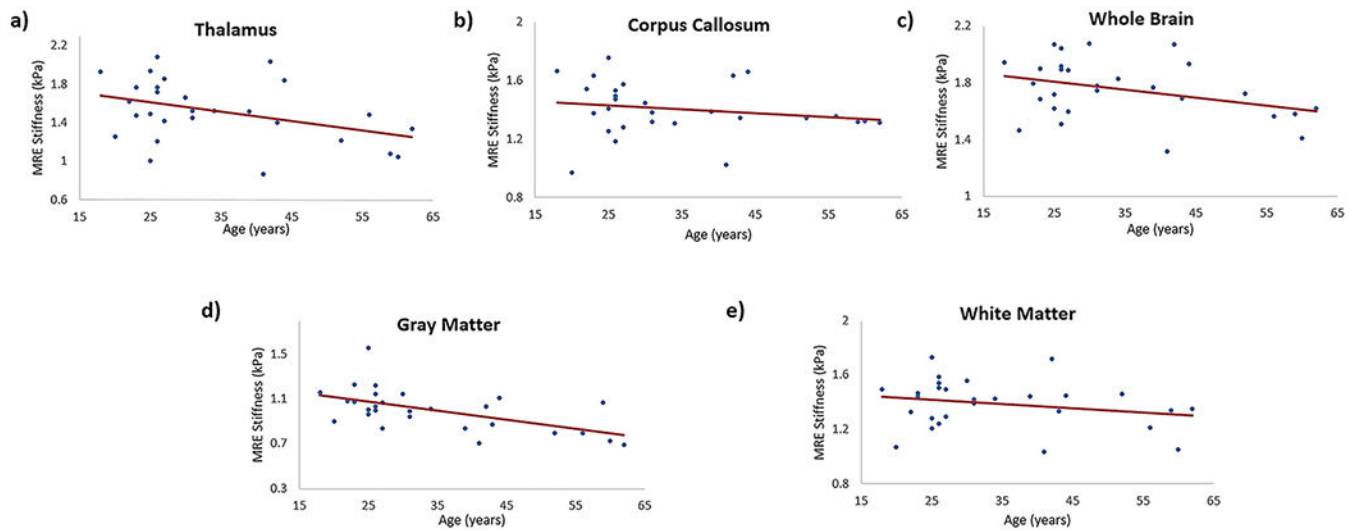 a)
Thalamus
MRE Stiffness (kPa)
2.2
1.8
1.4
1
0.6
15 25 35 45 55 65
Age (years)
b)
Corpus Callosum
MRE Stiffness (kPa)
2
1.6
1.2
0.8
15 25 35 45 55 65
Age (years)
c)
Whole Brain
MRE Stiffness (kPa)
2.2
1.8
1.4
1
15 25 35 45 55 65
Age (years)
d)
Gray Matter
MRE Stiffness (kPa)
1.5
1.1
0.7
0.3
15 25 35 45 55 65
Age (years)
e)
White Matter
MRE Stiffness (kPa)
2
1.6
1.2
0.8
15 25 35 45 55 65
Age (years)